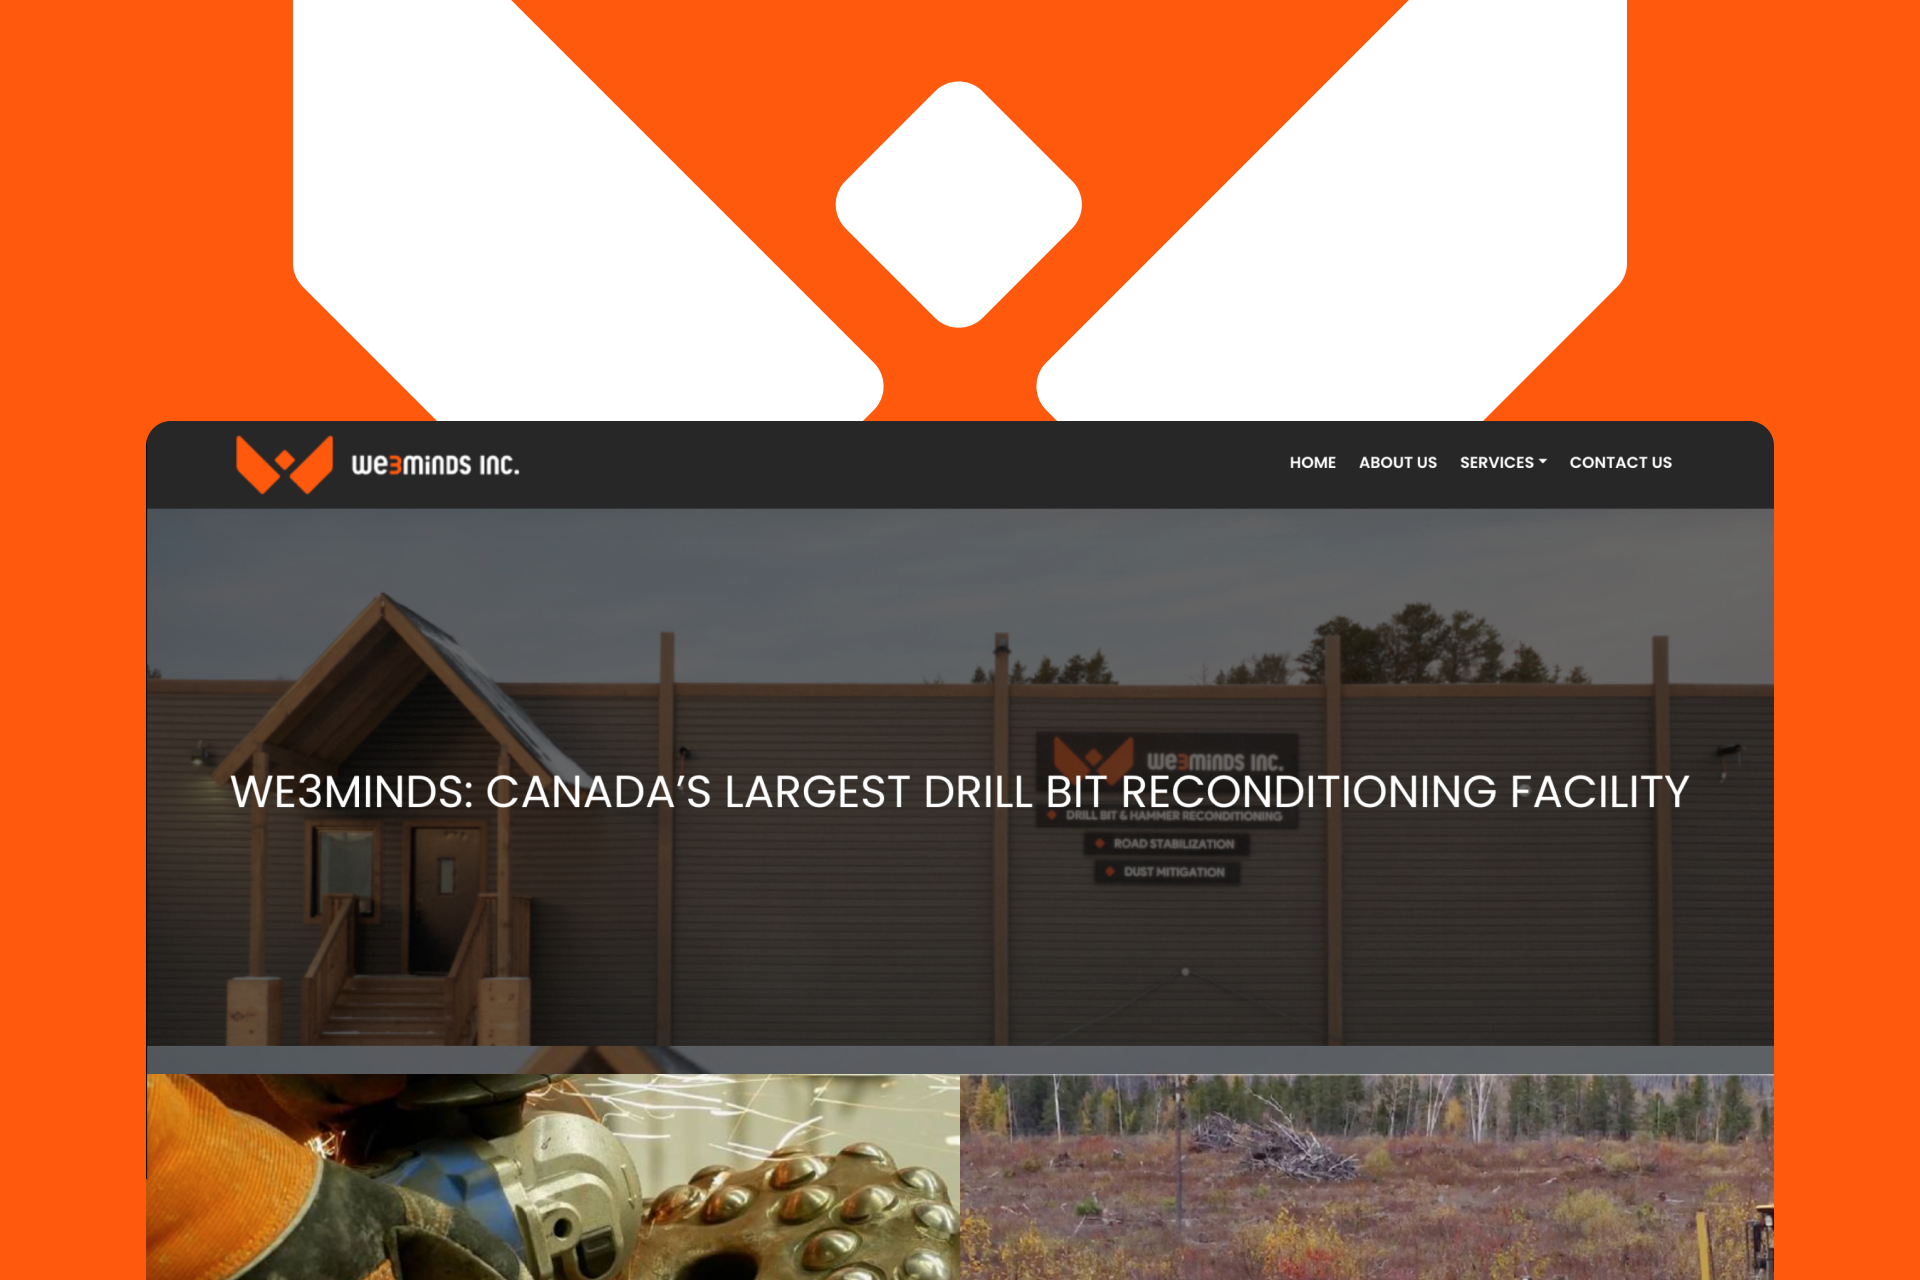 we3minds inc.
HOME ABOUT US SERVICES CONTACT US
we3minds inc.
WE3MINDS: CANADA’S LARGEST DRILL BIT RECONDITIONING FACILITY
DRILL BIT & HAMMER RECONDITIONING
ROAD STABILIZATION
DUST MITIGATION